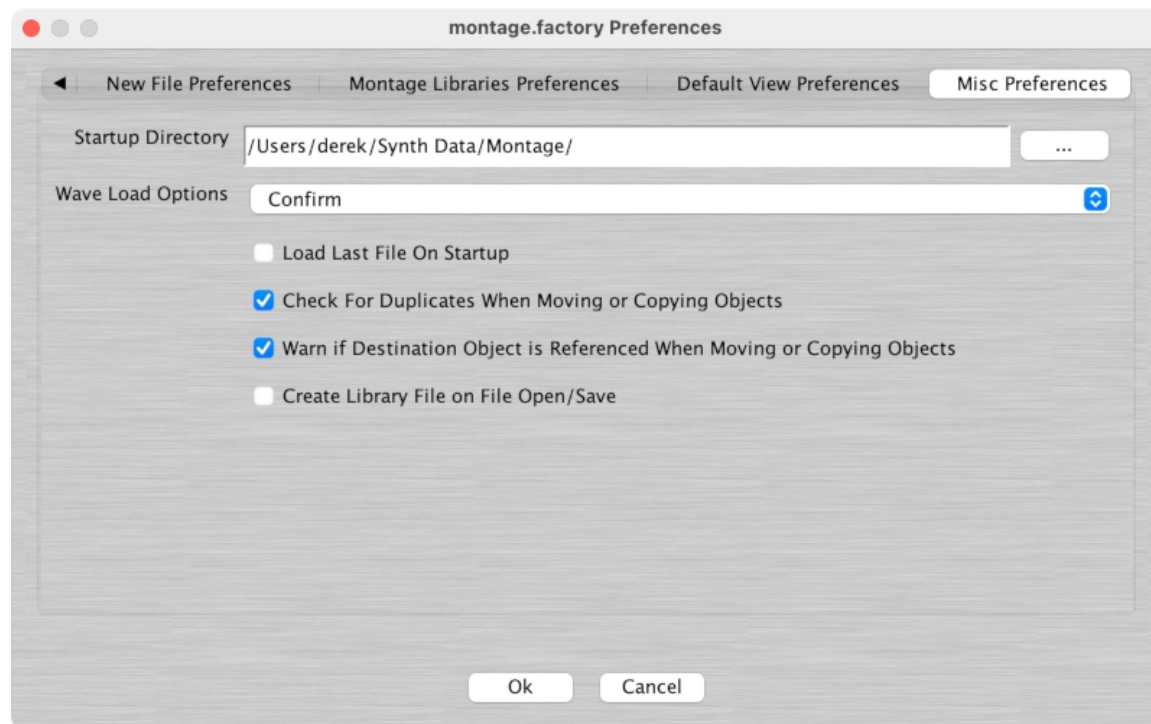 montage.factory Preferences
New File Preferences Montage Libraries Preferences Default View Preferences Misc Preferences
Startup Directory /Users/derek/Synth Data/Montage/ ...
Wave Load Options Confirm
Load Last File On Startup
Check For Duplicates When Moving or Copying Objects
Warn if Destination Object is Referenced When Moving or Copying Objects
Create Library File on File Open/Save
Ok Cancel